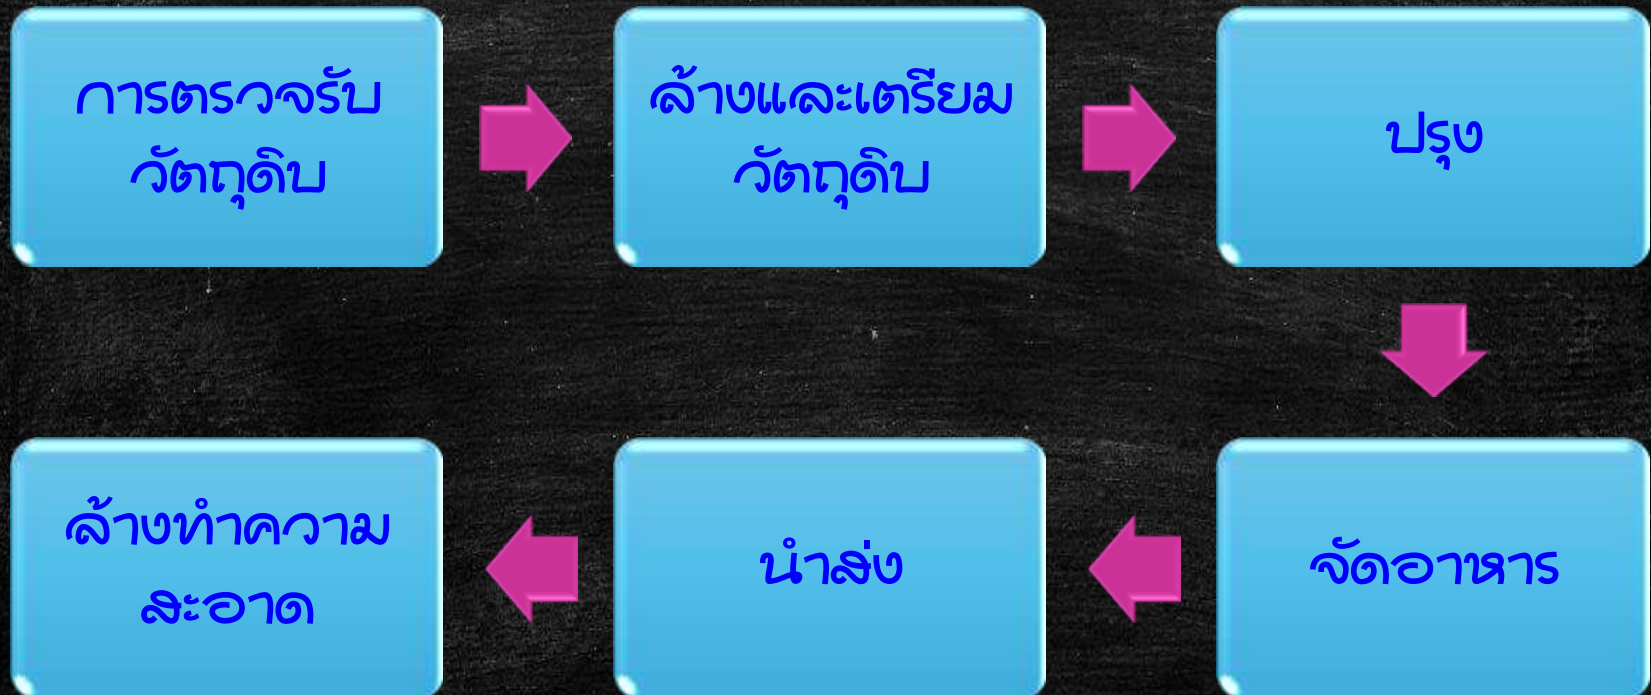 การตรวจรับ
วัตถุดิบ
ล้างและเตรียม
วัตถุดิบ
ปรุง
จัดอาหาร
นำส่ง
ล้างทำความ
สะอาด